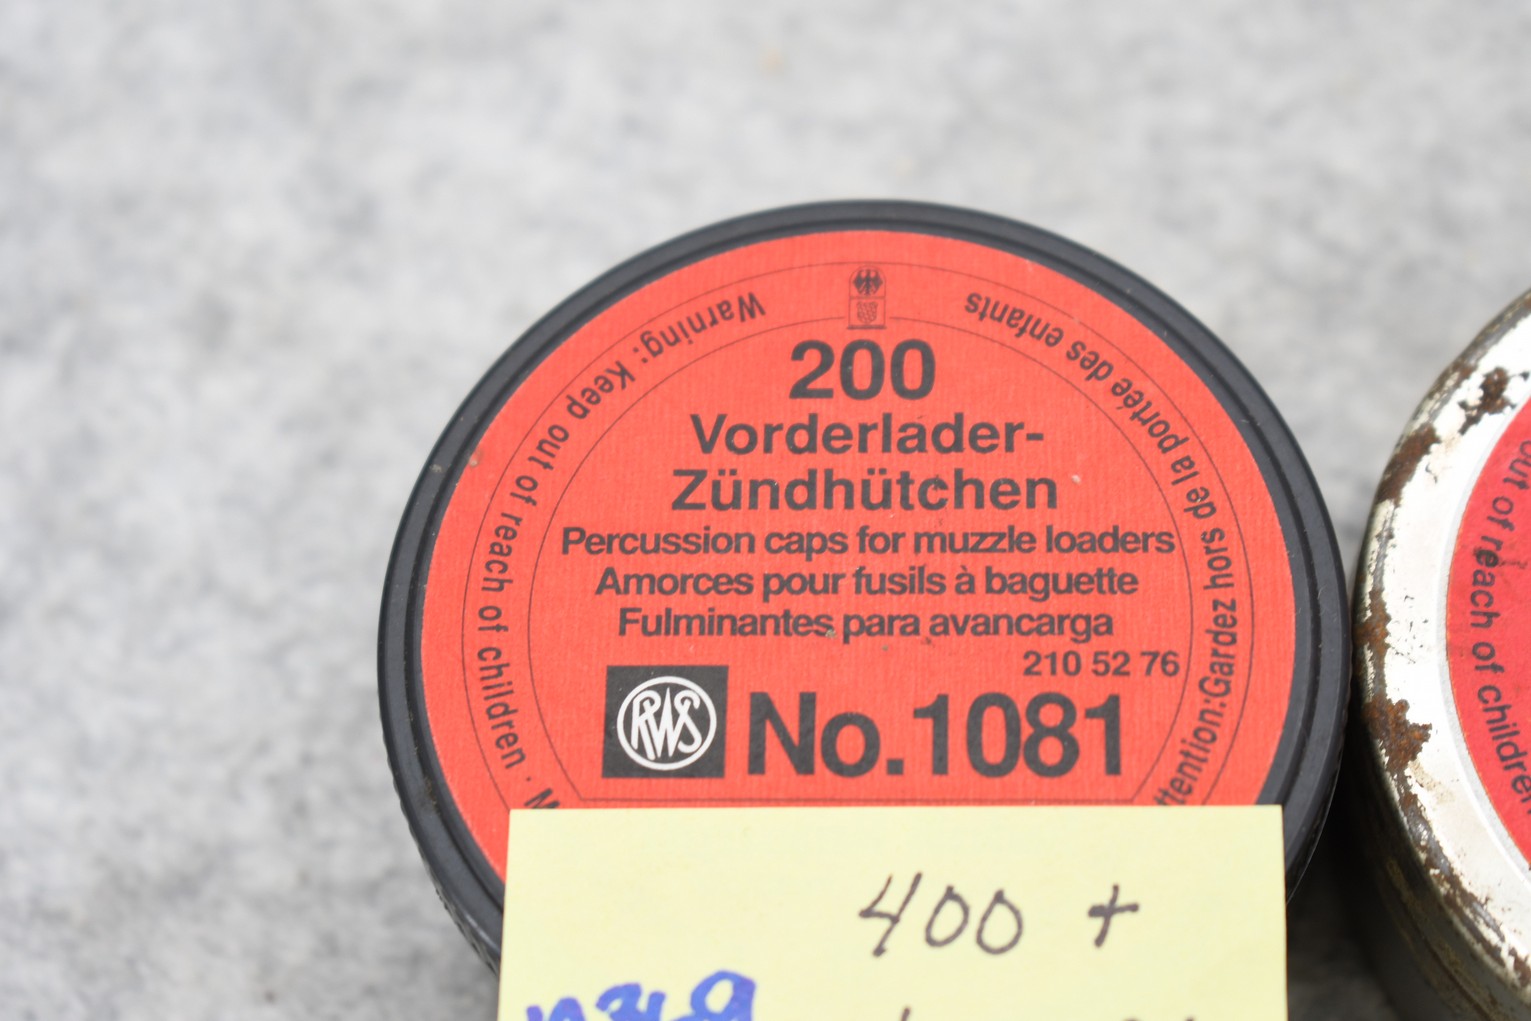 Warning: Keep out of reach of children ·
Attention: Gardez hors de la portée des enfants
200
Vorderlader-
Zündhütchen
Percussion caps for muzzle loaders
Amorces pour fusils à baguette
Fulminantes para avancarga
210 52 76
RWS
No.1081
400 +
out of reach of children